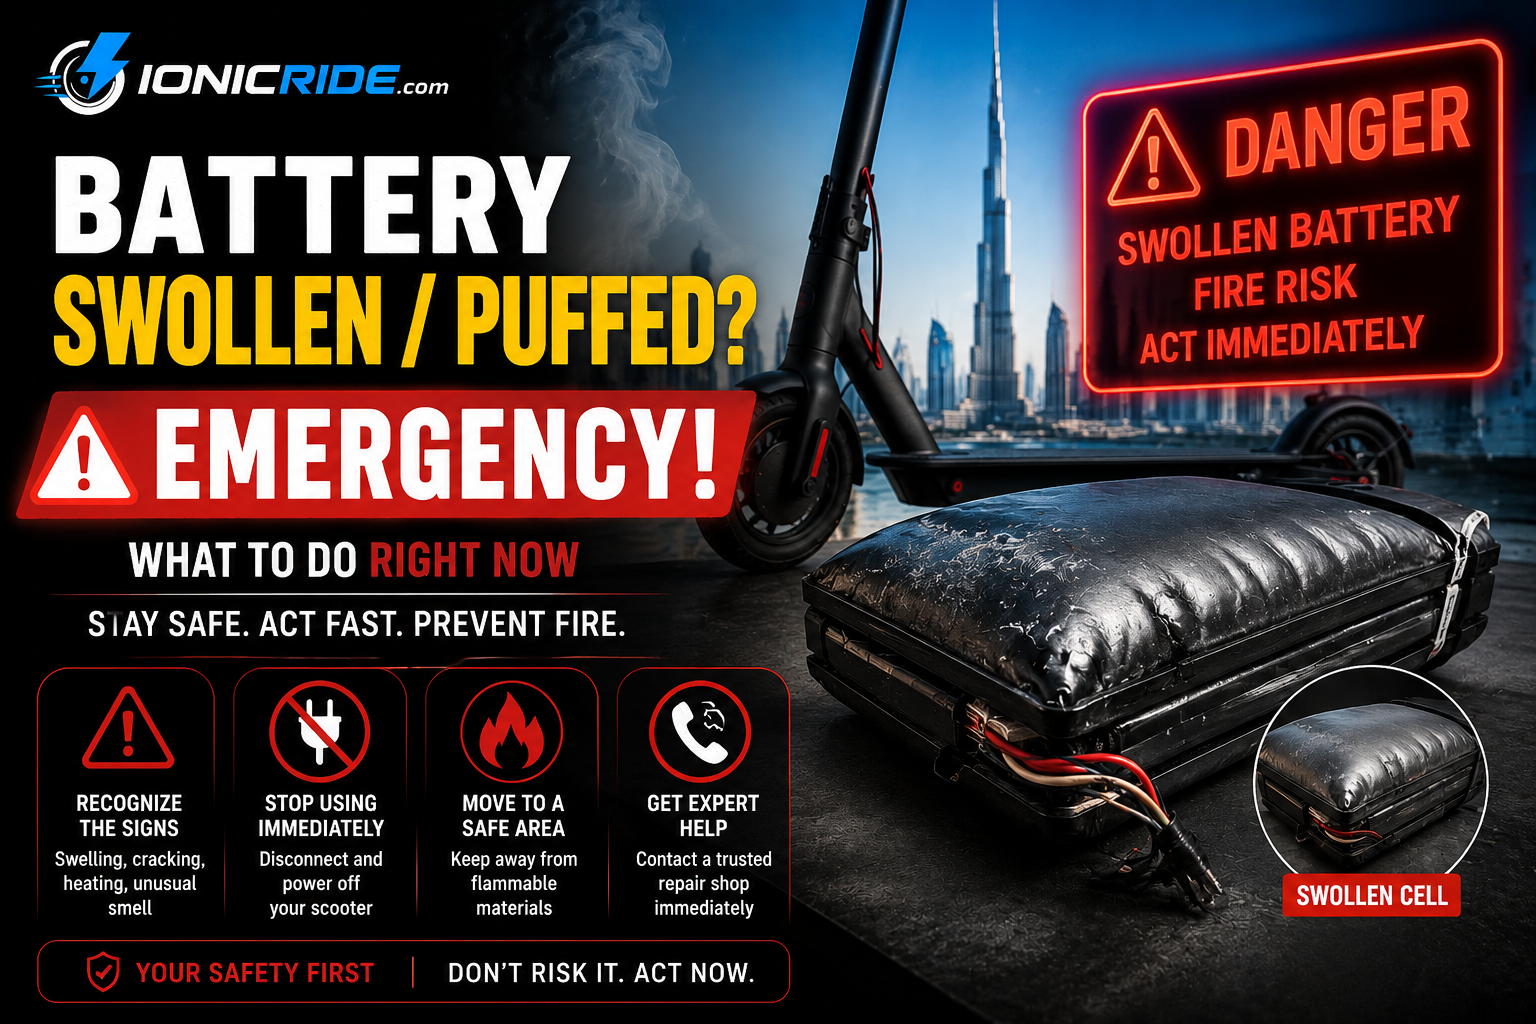 IONICRIDE.com
BATTERY
SWOLLEN / PUFFED?
EMERGENCY!
WHAT TO DO RIGHT NOW
STAY SAFE. ACT FAST. PREVENT FIRE.
RECOGNIZE
THE SIGNS
Swelling, cracking,
heating, unusual
smell
STOP USING
IMMEDIATELY
Disconnect and
power off
your scooter
MOVE TO A
SAFE AREA
Keep away from
flammable
materials
GET EXPERT
HELP
Contact a trusted
repair shop
immediately
YOUR SAFETY FIRST
DON'T RISK IT. ACT NOW.
DANGER
SWOLLEN BATTERY
FIRE RISK
ACT IMMEDIATELY
SWOLLEN CELL